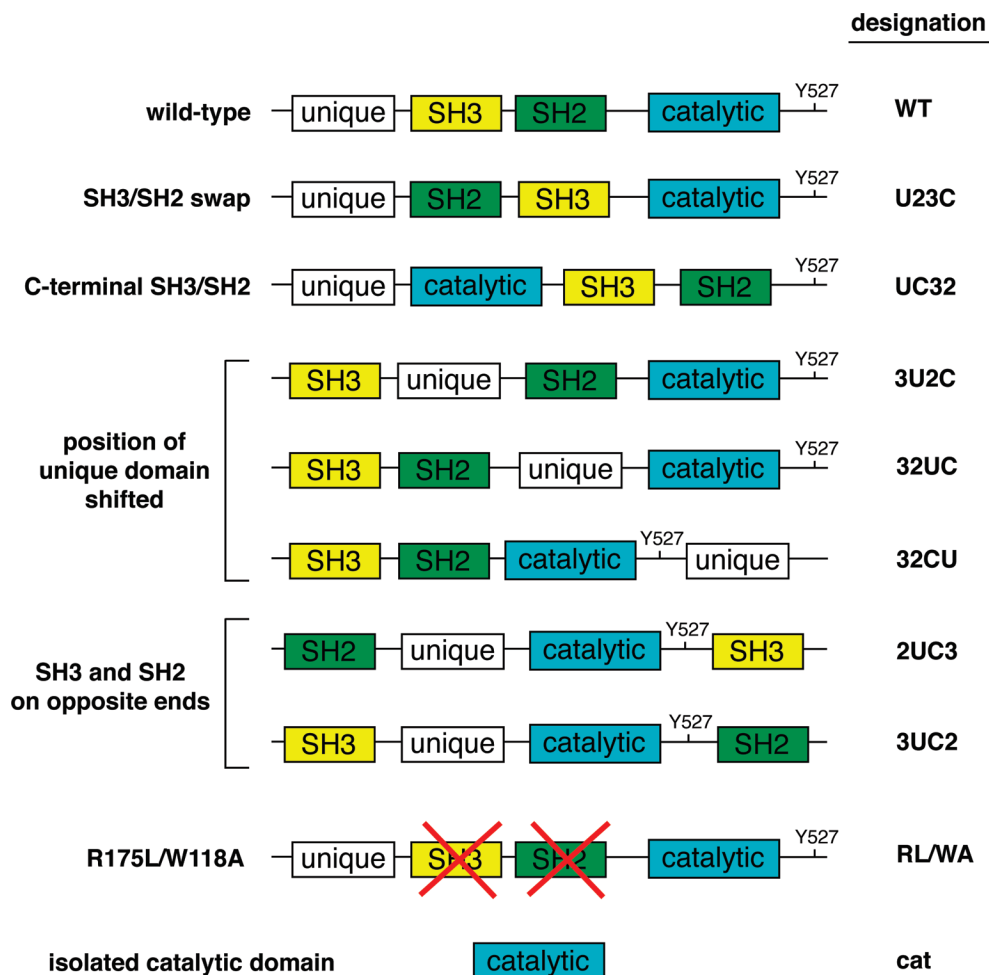 designation
wild-type unique SH3 SH2 catalytic Y527 WT
SH3/SH2 swap unique SH2 SH3 catalytic Y527 U23C
C-terminal SH3/SH2 unique catalytic SH3 SH2 Y527 UC32
position of
unique domain
shifted
SH3 unique SH2 catalytic Y527 3U2C
SH3 SH2 unique catalytic Y527 32UC
SH3 SH2 catalytic Y527 unique 32CU
SH3 and SH2
on opposite ends
SH2 unique catalytic Y527 SH3 2UC3
SH3 unique catalytic Y527 SH2 3UC2
R175L/W118A unique SH3 SH2 catalytic Y527 RL/WA
isolated catalytic domain catalytic cat